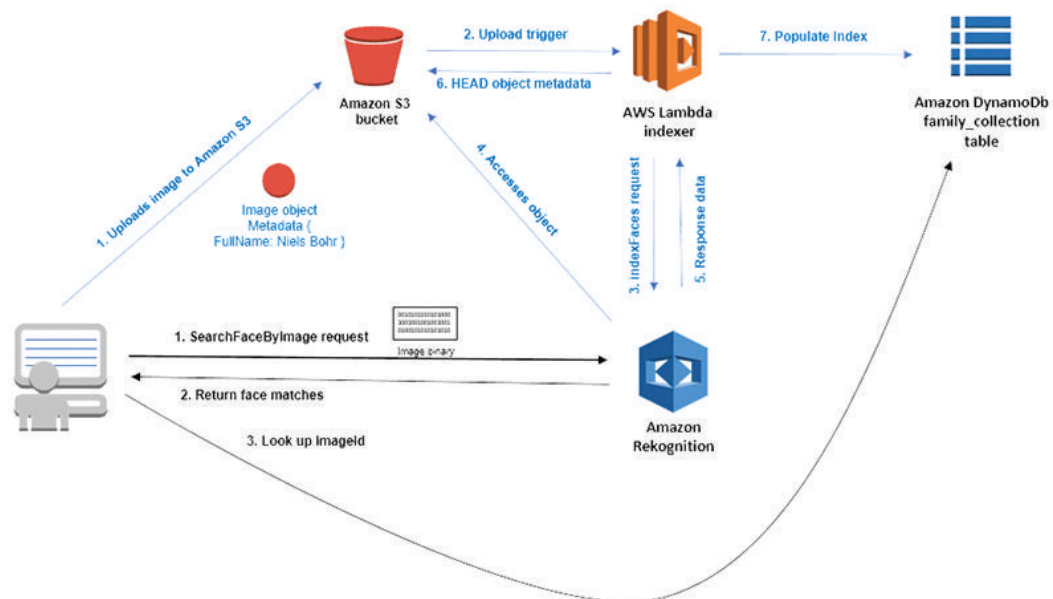 2. Upload trigger
7. Populate Index
6. HEAD object metadata
Amazon S3
bucket
AWS Lambda
indexer
Amazon DynamoDb
family_collection
table
1. Uploads image to Amazon S3
4. Accesses object
3. IndexFaces request
5. Response data
Image object
Metadata {
FullName: Niels Bohr }
1. SearchFaceByImage request
Image binary
2. Return face matches
3. Look up ImageId
Amazon
Rekognition